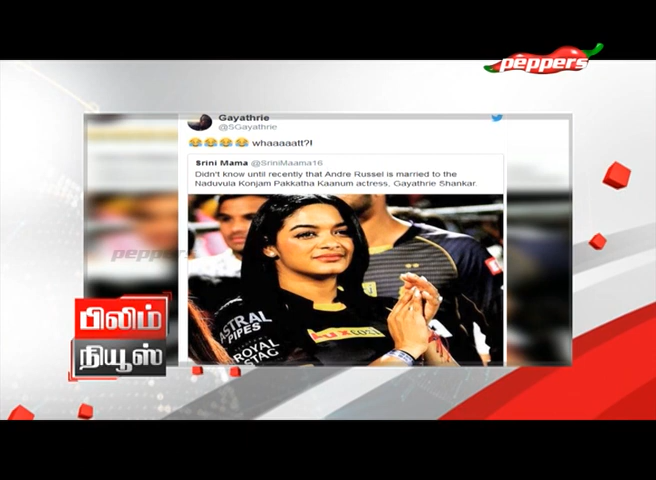 peppers
Gayathrie
@SGayathrie
😂😂😂😂 whaaaaatt?!
Srini Mama @SriniMaama16
Didn't know until recently that Andre Russel is married to the
Naduvula Konjam Pakkatha Kaanum actress, Gayathrie Shankar.
peppers
ASTRAL
PIPES
ROYAL
STAG
பிலிம்
நியூஸ்